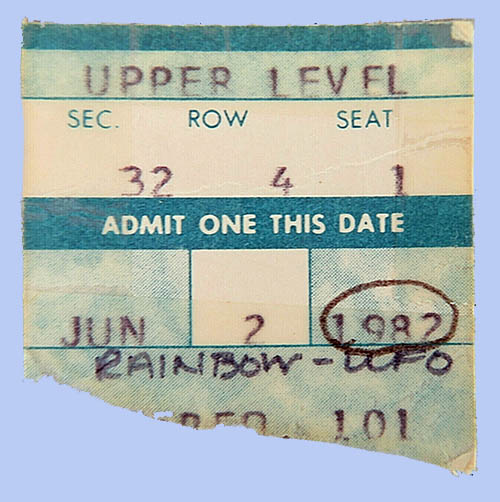 UPPER LEVEL
SEC. ROW SEAT
32 4 1
ADMIT ONE THIS DATE
JUN 2 1982
RAINBOW - UFO
101